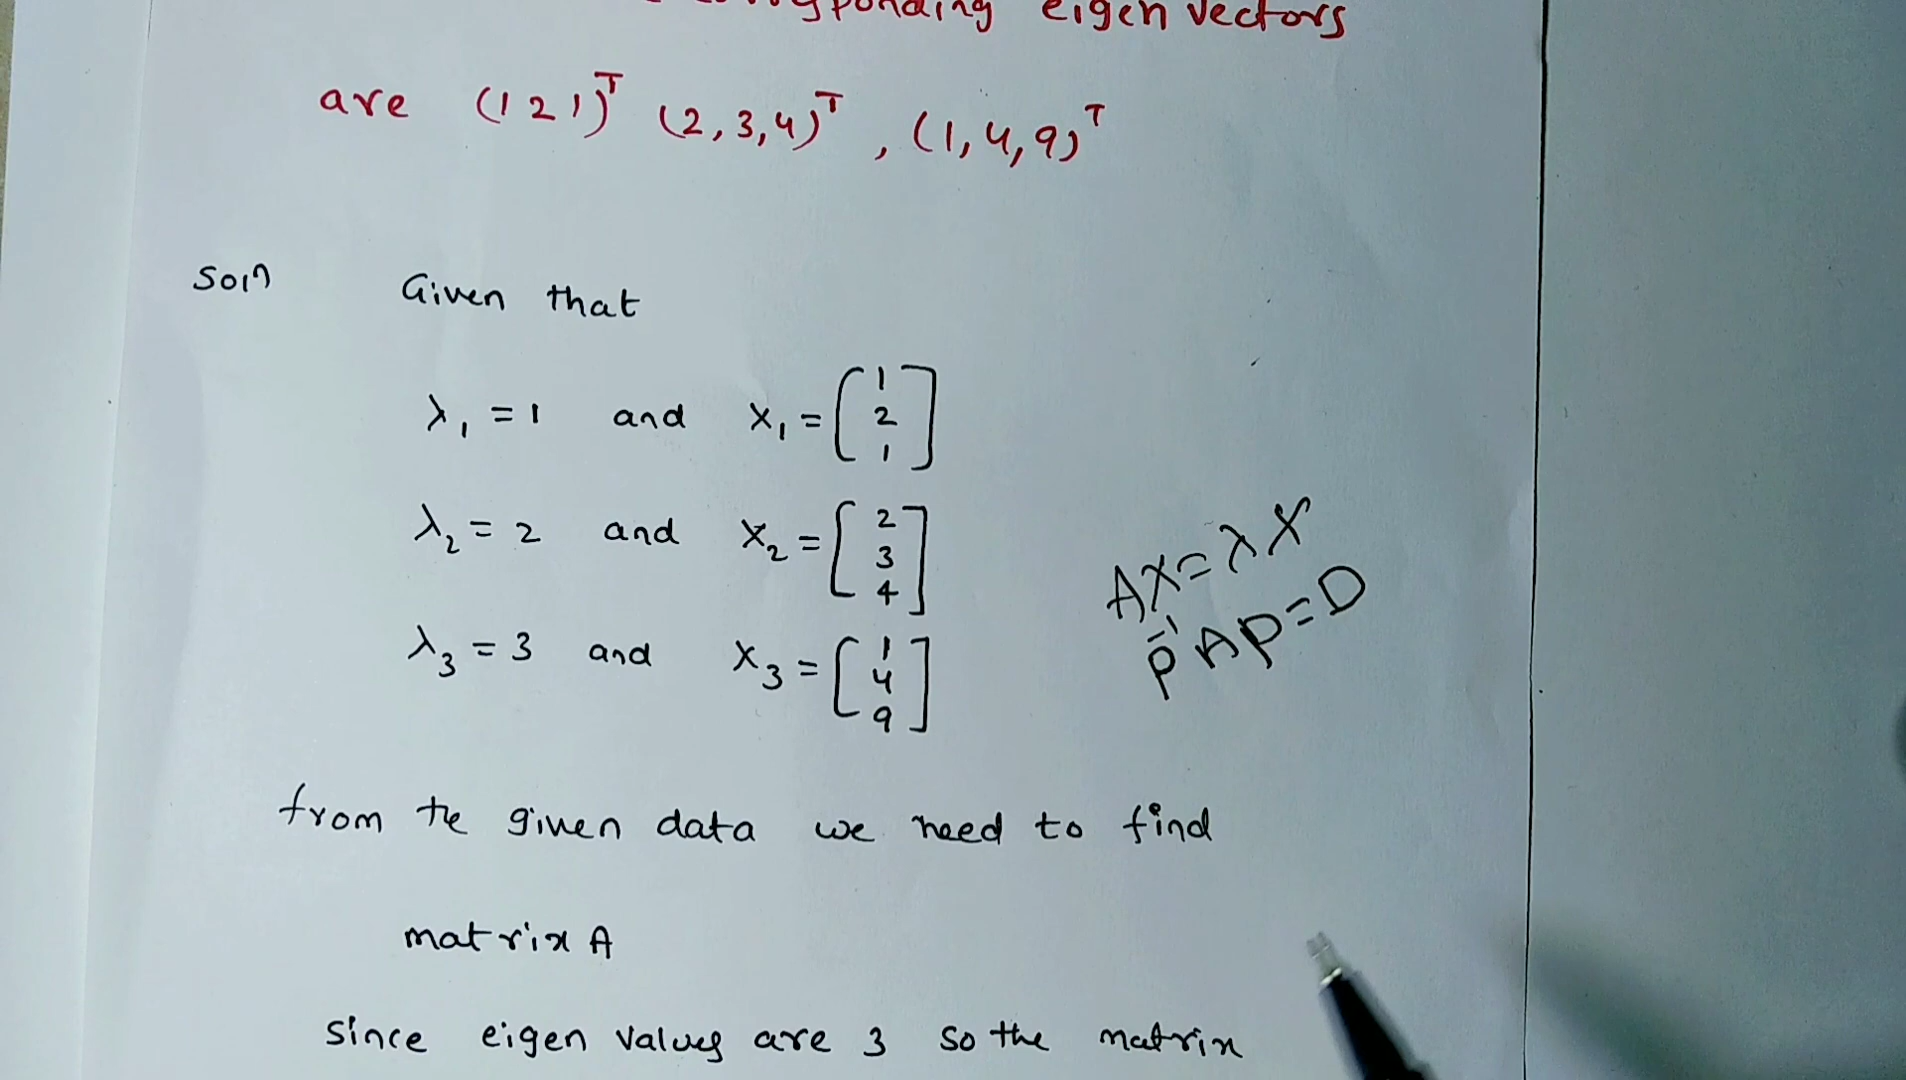 eigen vectors
are (1 2 1)ᵀ (2,3,4)ᵀ , (1,4,9)ᵀ
Soln Given that
λ₁ = 1 and X₁ = [1 2 1]
λ₂ = 2 and X₂ = [2 3 4]
λ₃ = 3 and X₃ = [1 4 9]
AX = λX
P⁻¹AP = D
from the given data we need to find
matrix A
Since eigen values are 3 so the matrix